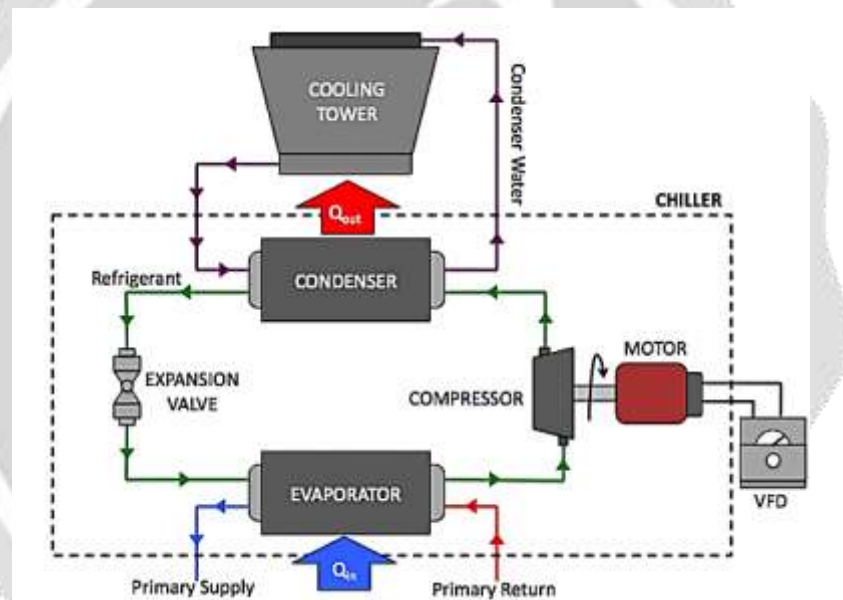 COOLING
TOWER
Condenser Water
Qout
CHILLER
CONDENSER
Refrigerant
MOTOR
EXPANSION
VALVE
COMPRESSOR
EVAPORATOR
VFD
Qin
Primary Supply
Primary Return